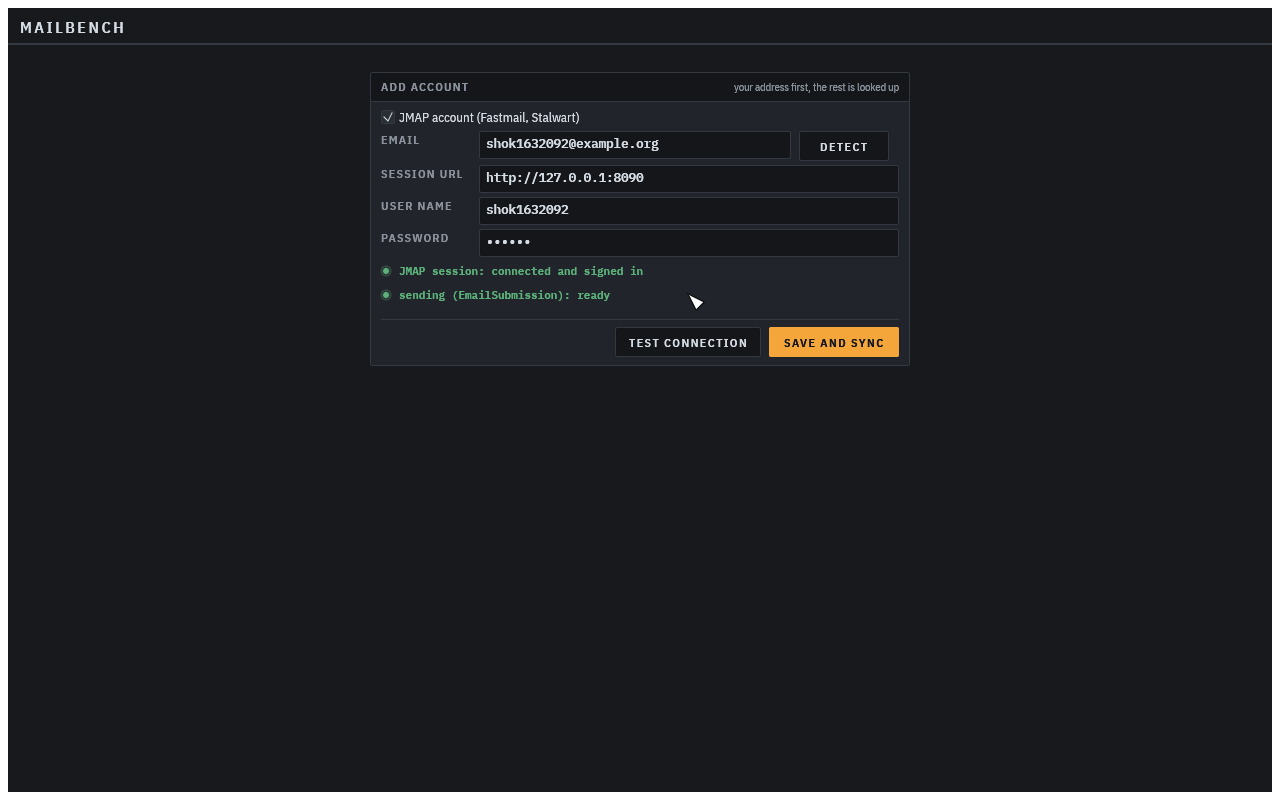 MAILBENCH
ADD ACCOUNT your address first, the rest is looked up
JMAP account (Fastmail, Stalwart)
EMAIL shok1632092@example.org DETECT
SESSION URL http://127.0.0.1:8090
USER NAME shok1632092
PASSWORD ••••••
JMAP session: connected and signed in
sending (EmailSubmission): ready
TEST CONNECTION SAVE AND SYNC